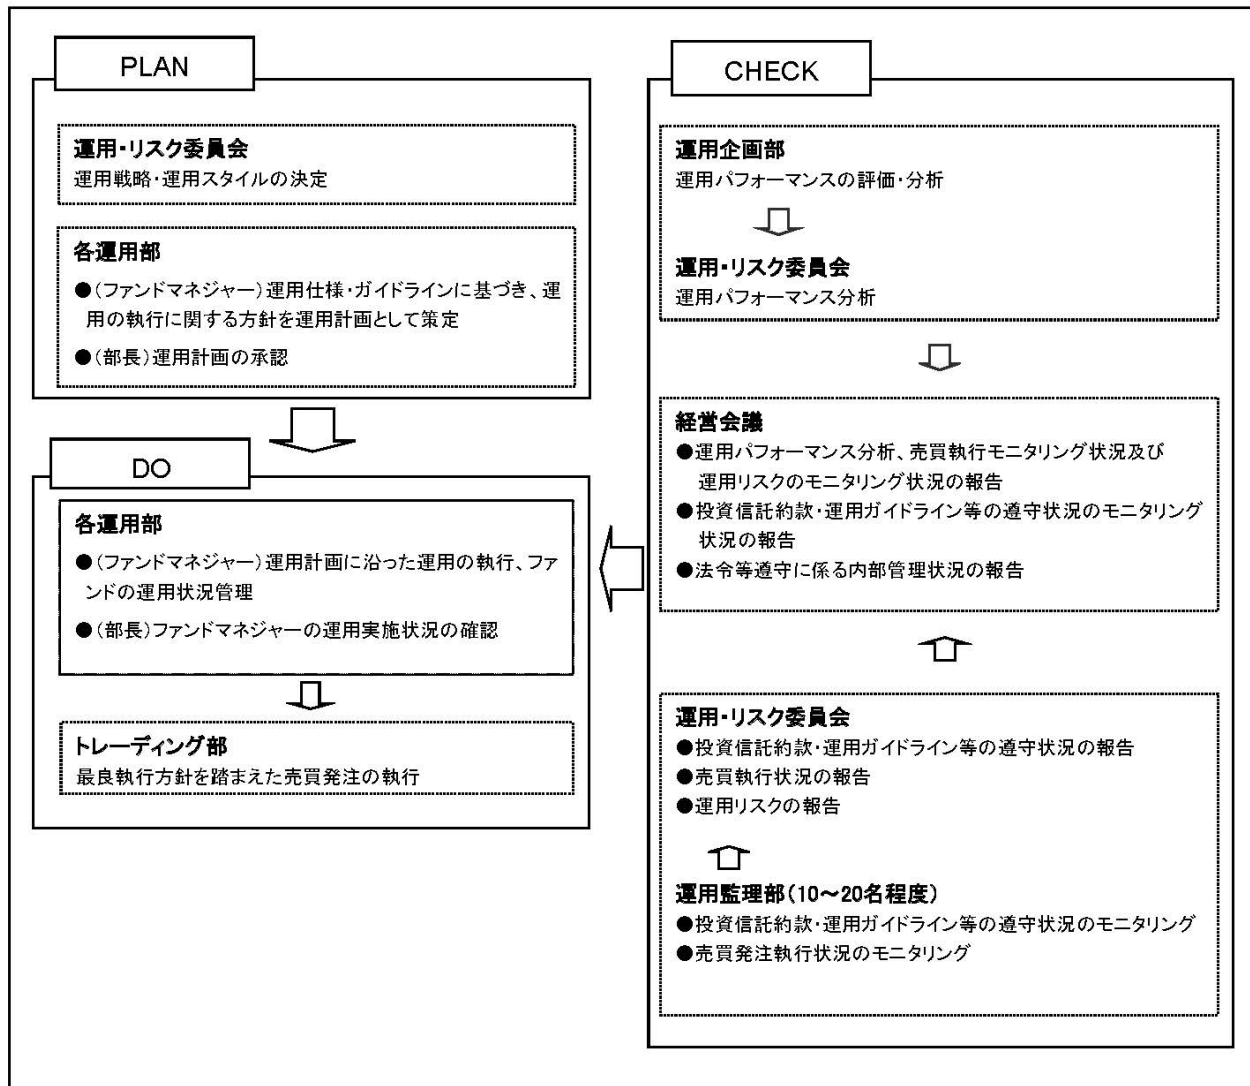 PLAN
運用・リスク委員会
運用戦略・運用スタイルの決定
各運用部
●(ファンドマネジャー)運用仕様・ガイドラインに基づき、運
用の執行に関する方針を運用計画として策定
●(部長)運用計画の承認
DO
各運用部
●(ファンドマネジャー)運用計画に沿った運用の執行、ファ
ンドの運用状況管理
●(部長)ファンドマネジャーの運用実施状況の確認
トレーディング部
最良執行方針を踏まえた売買発注の執行
CHECK
運用企画部
運用パフォーマンスの評価・分析
運用・リスク委員会
運用パフォーマンス分析
経営会議
●運用パフォーマンス分析、売買執行モニタリング状況及び
運用リスクのモニタリング状況の報告
●投資信託約款・運用ガイドライン等の遵守状況のモニタリング
状況の報告
●法令等遵守に係る内部管理状況の報告
運用・リスク委員会
●投資信託約款・運用ガイドライン等の遵守状況の報告
●売買執行状況の報告
●運用リスクの報告
運用監理部(10~20名程度)
●投資信託約款・運用ガイドライン等の遵守状況のモニタリング
●売買発注執行状況のモニタリング